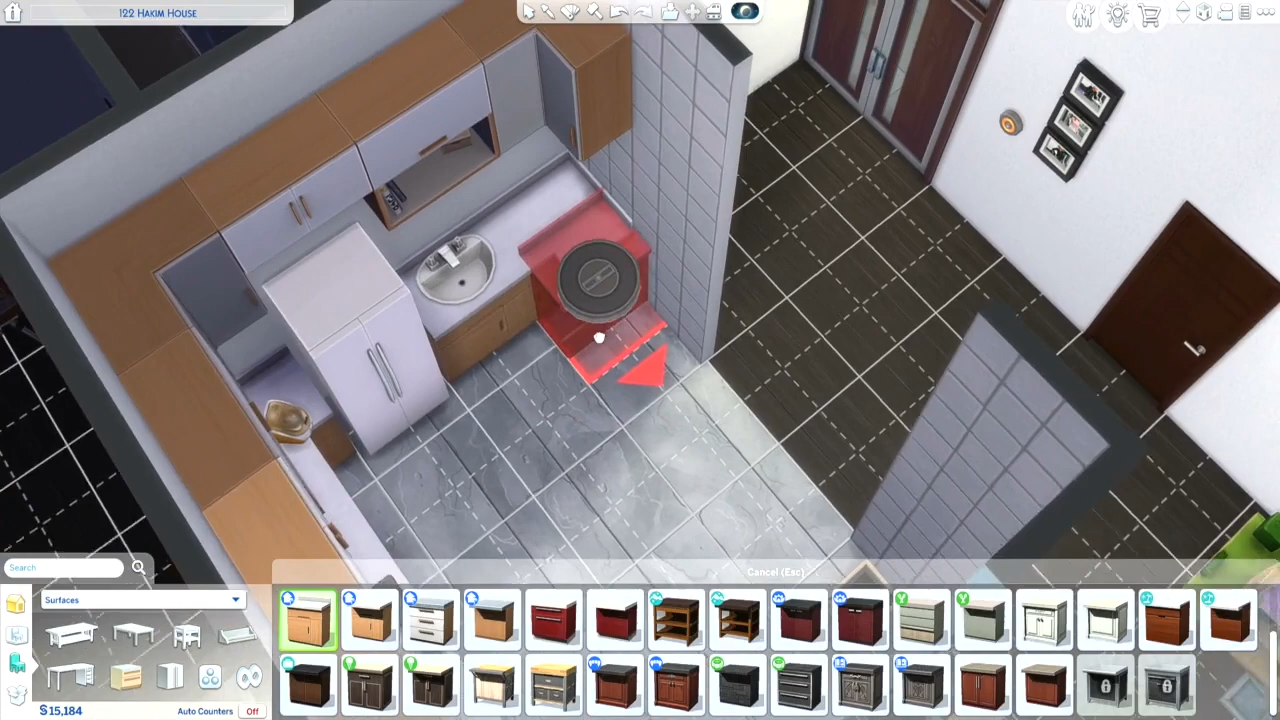 122 Hakim House
Cancel (Esc)
Search
Surfaces
§15,184
Auto Counters
Off